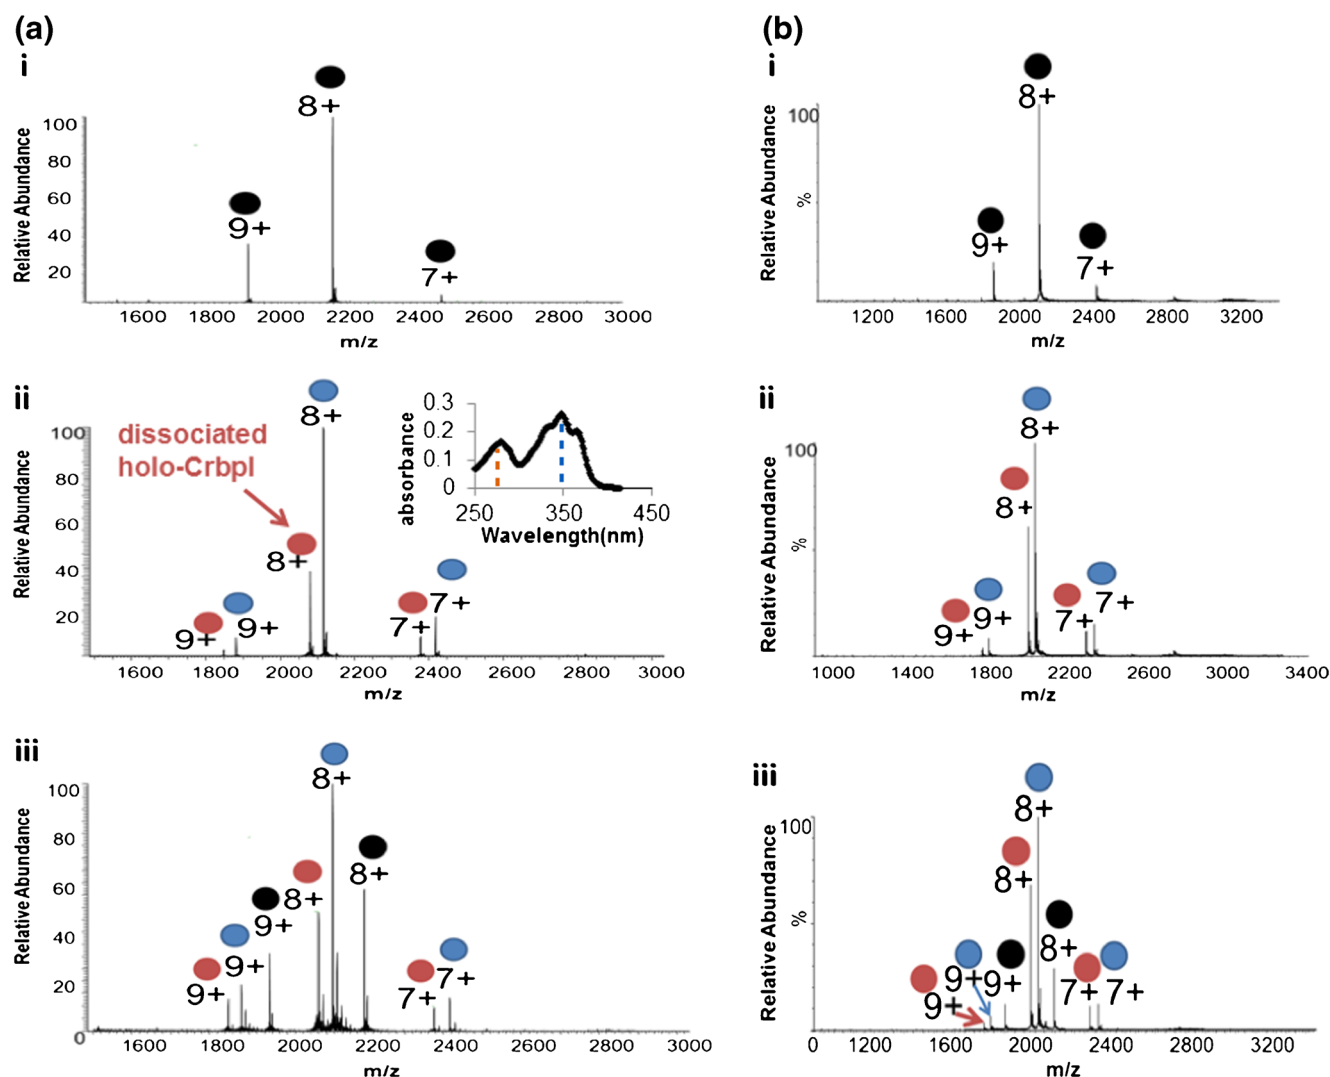 (a)
i
8+
9+
7+
Relative Abundance
100
80
60
40
20
1600 1800 2000 2200 2400 2600 2800 3000
m/z
(b)
i
8+
9+
7+
Relative Abundance
%
100
1200 1600 2000 2400 2800 3200
m/z
ii
dissociated
holo-CrbpI
8+
8+
9+ 9+
7+ 7+
Relative Abundance
100
80
60
40
20
1600 1800 2000 2200 2400 2600 2800 3000
m/z
absorbance
0.3
0.2
0.1
0
250 350 450
Wavelength(nm)
ii
8+
8+
9+ 9+
7+ 7+
Relative Abundance
%
100
1000 1400 1800 2200 2600 3000 3400
m/z
iii
8+
8+
8+
9+ 9+ 9+
7+ 7+
Relative Abundance
100
80
60
40
20
0
1600 1800 2000 2200 2400 2600 2800 3000
m/z
iii
8+
8+
8+
9+ 9+ 9+
7+ 7+
Relative Abundance
%
100
0 1200 1600 2000 2400 2800 3200
m/z